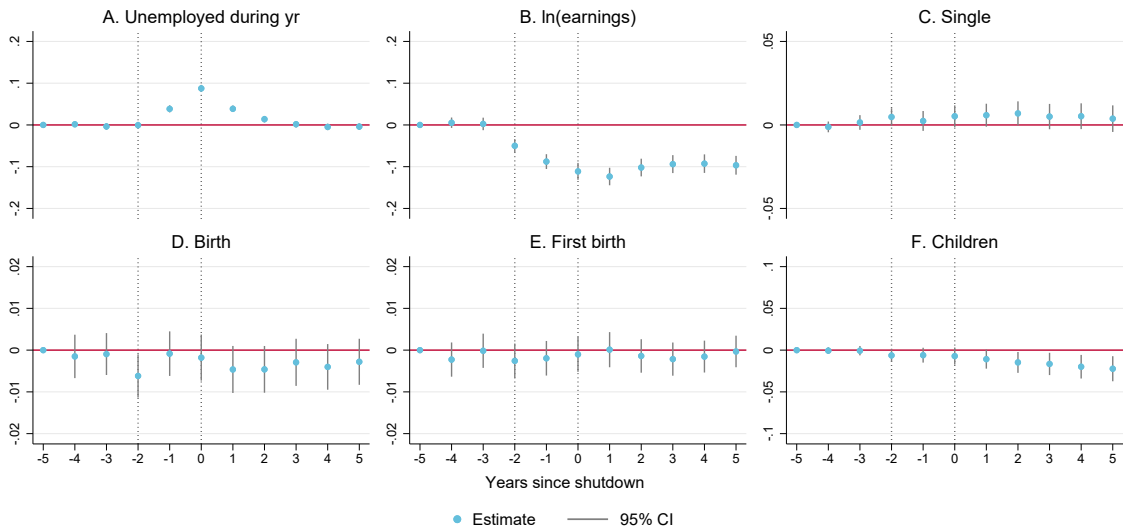 A. Unemployed during yr
B. ln(earnings)
C. Single
.2
.1
0
-.1
-.2
.2
.1
0
-.1
-.2
.05
0
-.05
D. Birth
E. First birth
F. Children
.02
.01
0
-.01
-.02
.02
.01
0
-.01
-.02
.1
.05
0
-.05
-.1
-5 -4 -3 -2 -1 0 1 2 3 4 5
-5 -4 -3 -2 -1 0 1 2 3 4 5
-5 -4 -3 -2 -1 0 1 2 3 4 5
Years since shutdown
Estimate 95% CI